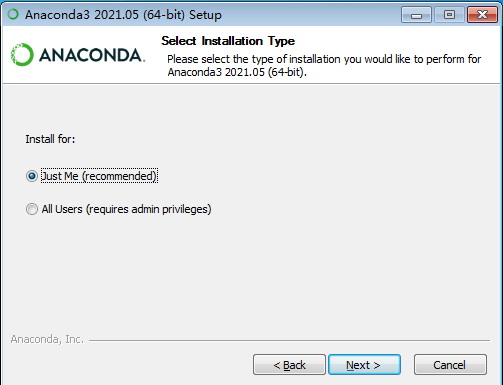 Anaconda3 2021.05 (64-bit) Setup
ANACONDA.
Select Installation Type
Please select the type of installation you would like to perform for
Anaconda3 2021.05 (64-bit).
Install for:
Just Me (recommended)
All Users (requires admin privileges)
Anaconda, Inc.
< Back
Next >
Cancel